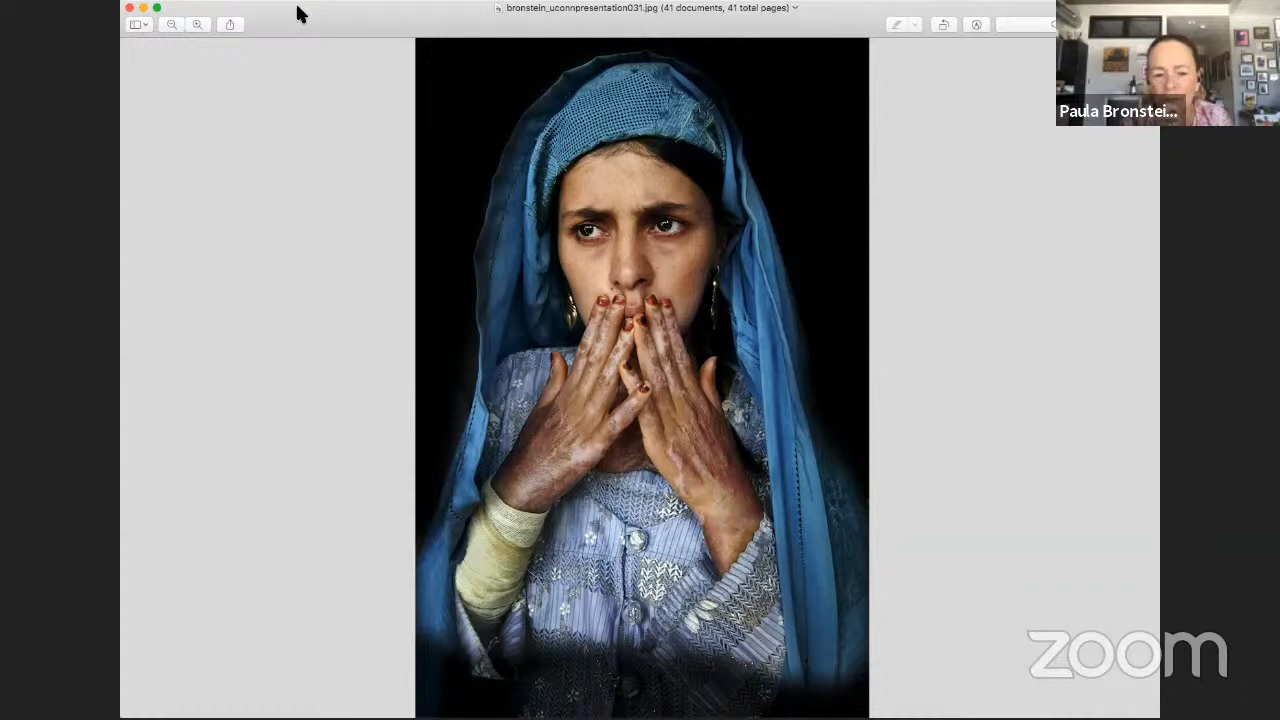 bronstein_uconnpresentation031.jpg (41 documents, 41 total pages)
Paula Bronstei...
zoom